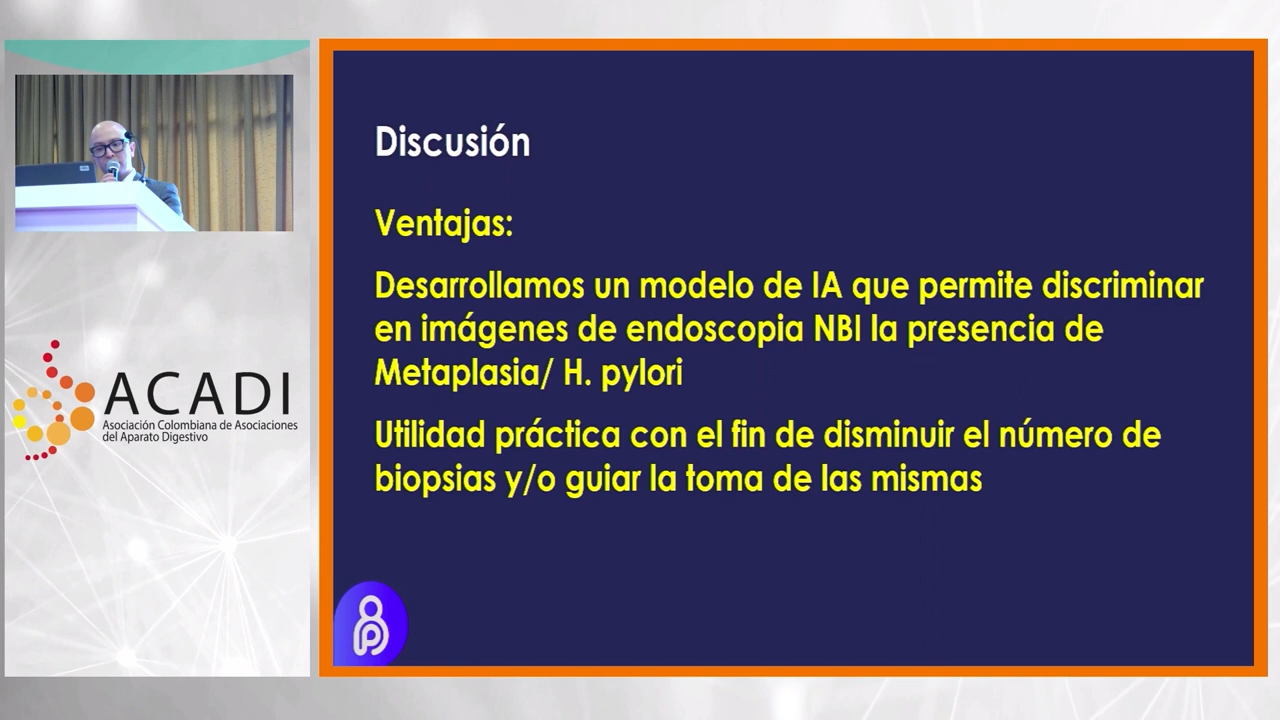 ACADI
Asociación Colombiana de Asociaciones
del Aparato Digestivo
Discusión
Ventajas:
Desarrollamos un modelo de IA que permite discriminar
en imágenes de endoscopia NBI la presencia de
Metaplasia/ H. pylori
Utilidad práctica con el fin de disminuir el número de
biopsias y/o guiar la toma de las mismas